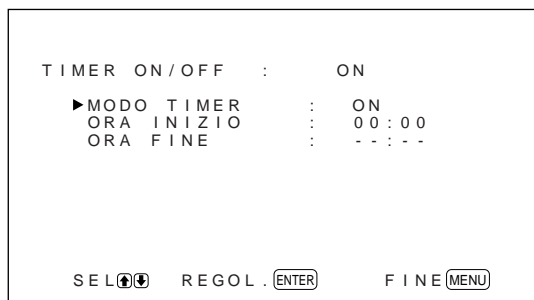 TIMER ON/OFF : ON
►MODO TIMER : ON
ORA INIZIO : 00:00
ORA FINE : --:--
SEL⬆⬇ REGOL. ENTER FINE MENU